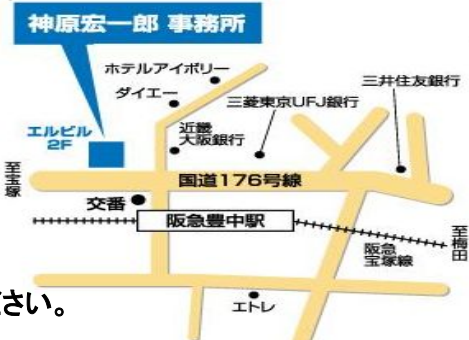 神原宏一郎 事務所
ホテルアイボリー
ダイエー
三菱東京UFJ銀行
三井住友銀行
エルビル
2F
近畿
大阪銀行
至宝塚
国道176号線
交番
阪急豊中駅
至梅田
阪急
宝塚線
さい。
エトレ